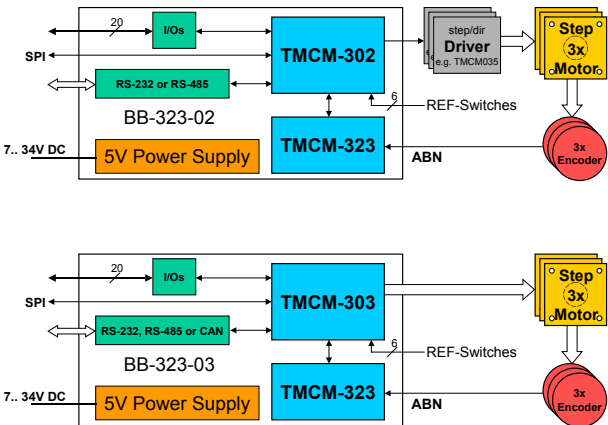 20
I/Os
SPI
RS-232 or RS-485
BB-323-02
7.. 34V DC
5V Power Supply
TMCM-302
TMCM-323
step/dir
Driver
e.g. TMCM035
6
REF-Switches
ABN
Step
3x
Motor
3x
Encoder
20
I/Os
SPI
RS-232, RS-485 or CAN
BB-323-03
7.. 34V DC
5V Power Supply
TMCM-303
TMCM-323
6
REF-Switches
ABN
Step
3x
Motor
3x
Encoder